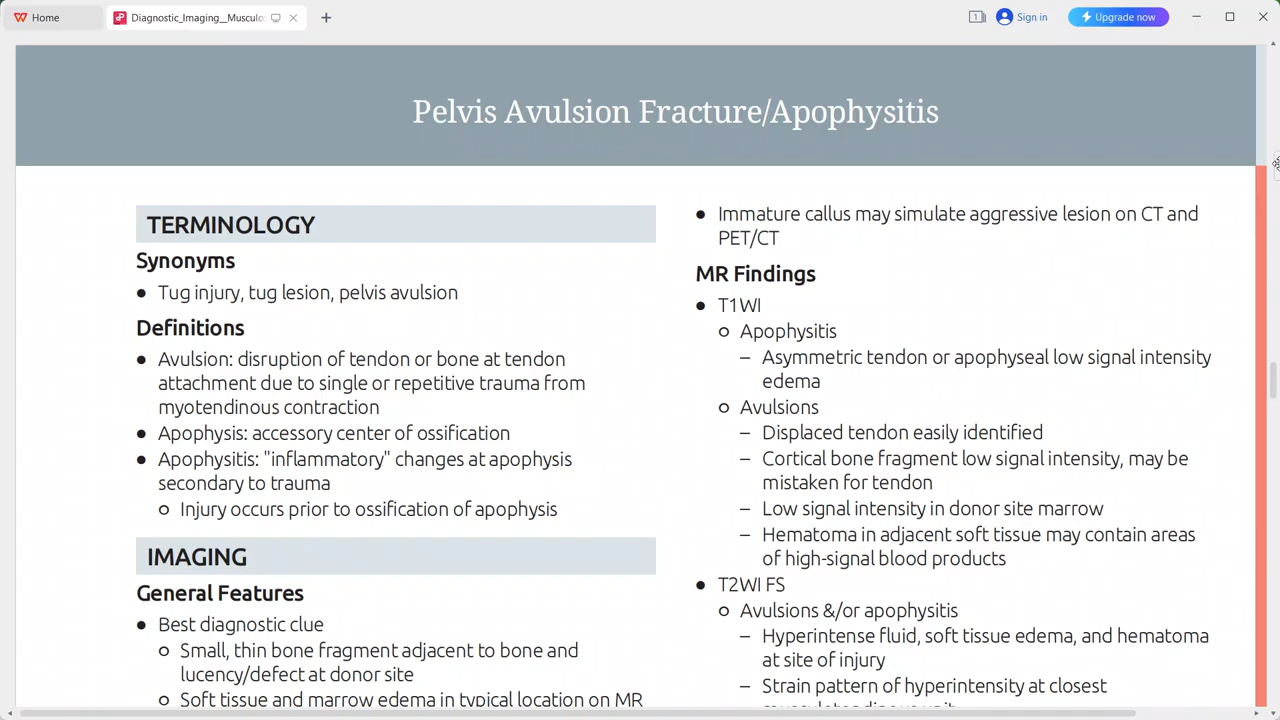 Home
Diagnostic_Imaging__Musculos
Sign in
Upgrade now
Pelvis Avulsion Fracture/Apophysitis
TERMINOLOGY
Synonyms
● Tug injury, tug lesion, pelvis avulsion
Definitions
● Avulsion: disruption of tendon or bone at tendon
attachment due to single or repetitive trauma from
myotendinous contraction
● Apophysis: accessory center of ossification
● Apophysitis: "inflammatory" changes at apophysis
secondary to trauma
○ Injury occurs prior to ossification of apophysis
IMAGING
General Features
● Best diagnostic clue
○ Small, thin bone fragment adjacent to bone and
lucency/defect at donor site
○ Soft tissue and marrow edema in typical location on MR
● Immature callus may simulate aggressive lesion on CT and
PET/CT
MR Findings
● T1WI
○ Apophysitis
– Asymmetric tendon or apophyseal low signal intensity
edema
○ Avulsions
– Displaced tendon easily identified
– Cortical bone fragment low signal intensity, may be
mistaken for tendon
– Low signal intensity in donor site marrow
– Hematoma in adjacent soft tissue may contain areas
of high-signal blood products
● T2WI FS
○ Avulsions &/or apophysitis
– Hyperintense fluid, soft tissue edema, and hematoma
at site of injury
– Strain pattern of hyperintensity at closest